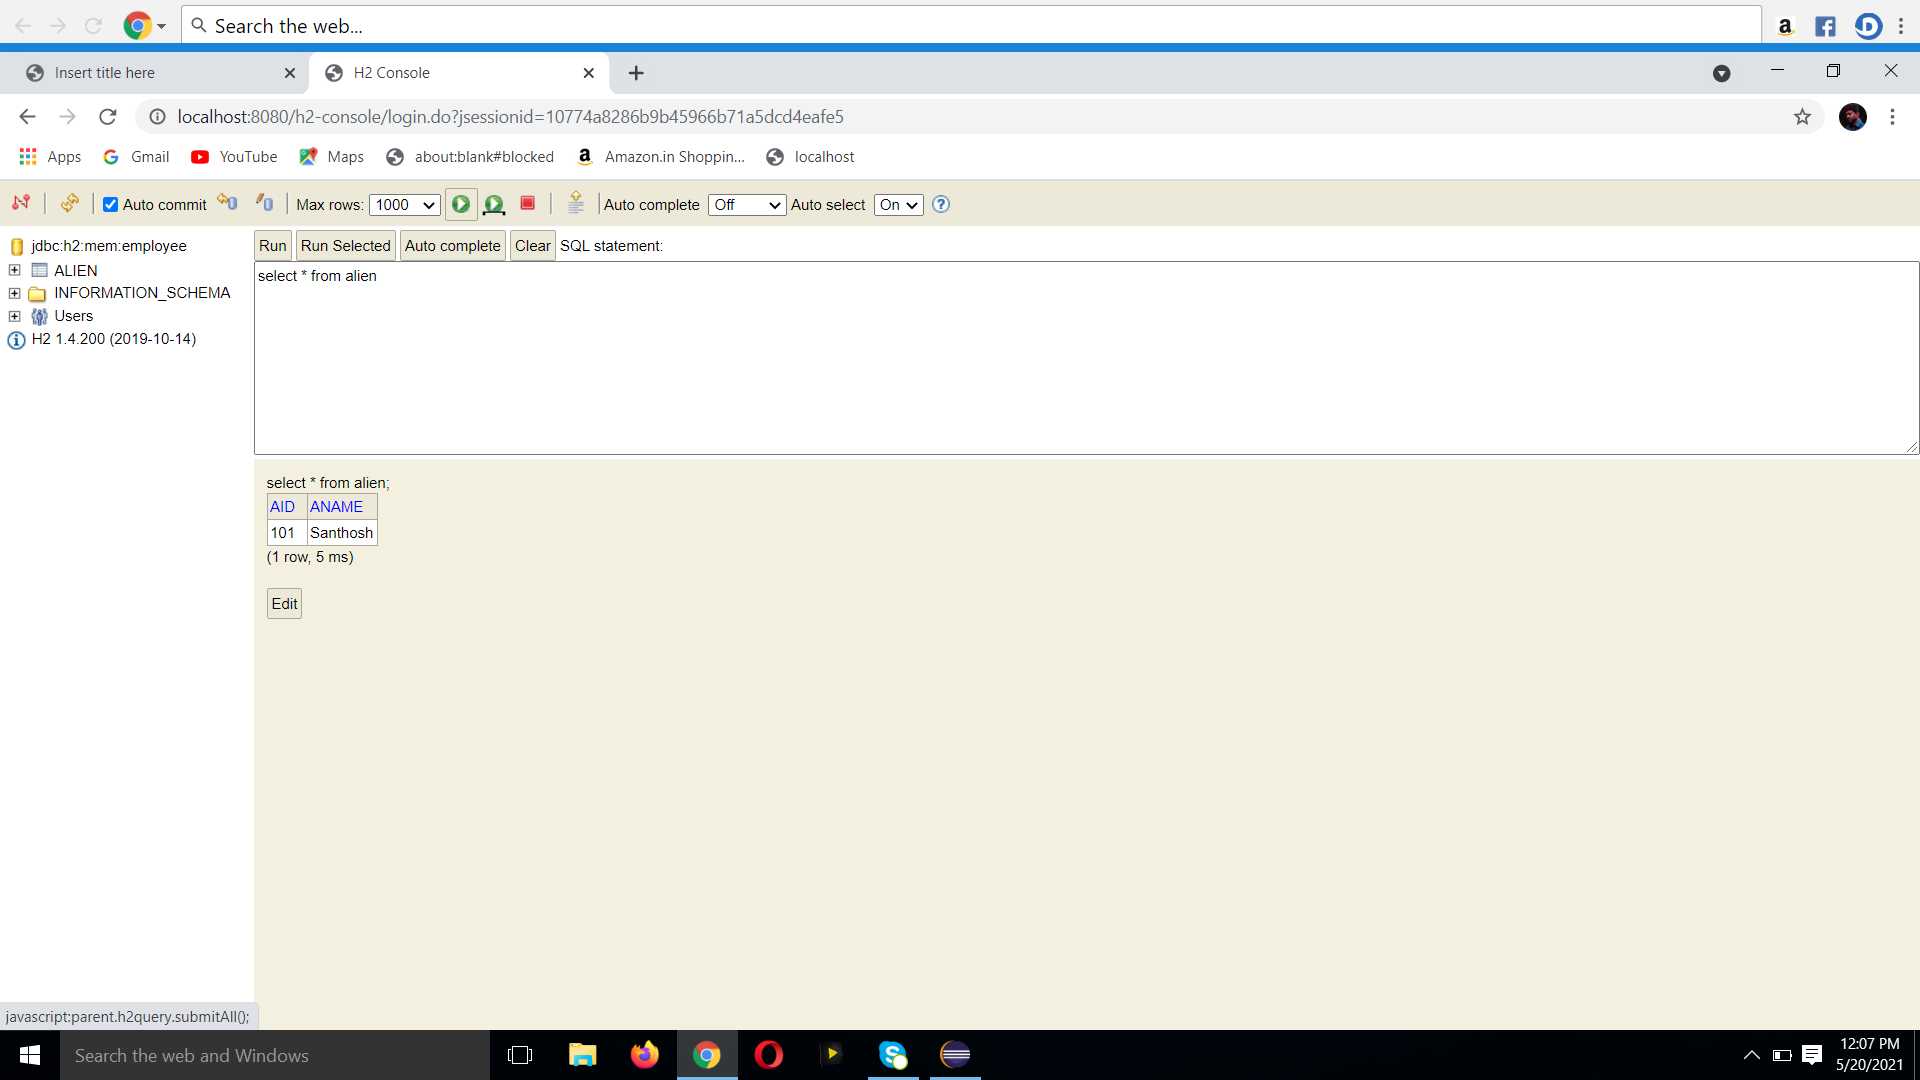 Search the web...
Insert title here
H2 Console
localhost:8080/h2-console/login.do?jsessionid=10774a8286b9b45966b71a5dcd4eafe5
Apps Gmail YouTube Maps about:blank#blocked Amazon.in Shoppin... localhost
Auto commit Max rows: 1000 Auto complete Off Auto select On
jdbc:h2:mem:employee
ALIEN
INFORMATION_SCHEMA
Users
H2 1.4.200 (2019-10-14)
Run Run Selected Auto complete Clear SQL statement:
select * from alien
select * from alien;
AID ANAME
101 Santhosh
(1 row, 5 ms)
Edit
javascript:parent.h2query.submitAll();
Search the web and Windows
12:07 PM
5/20/2021